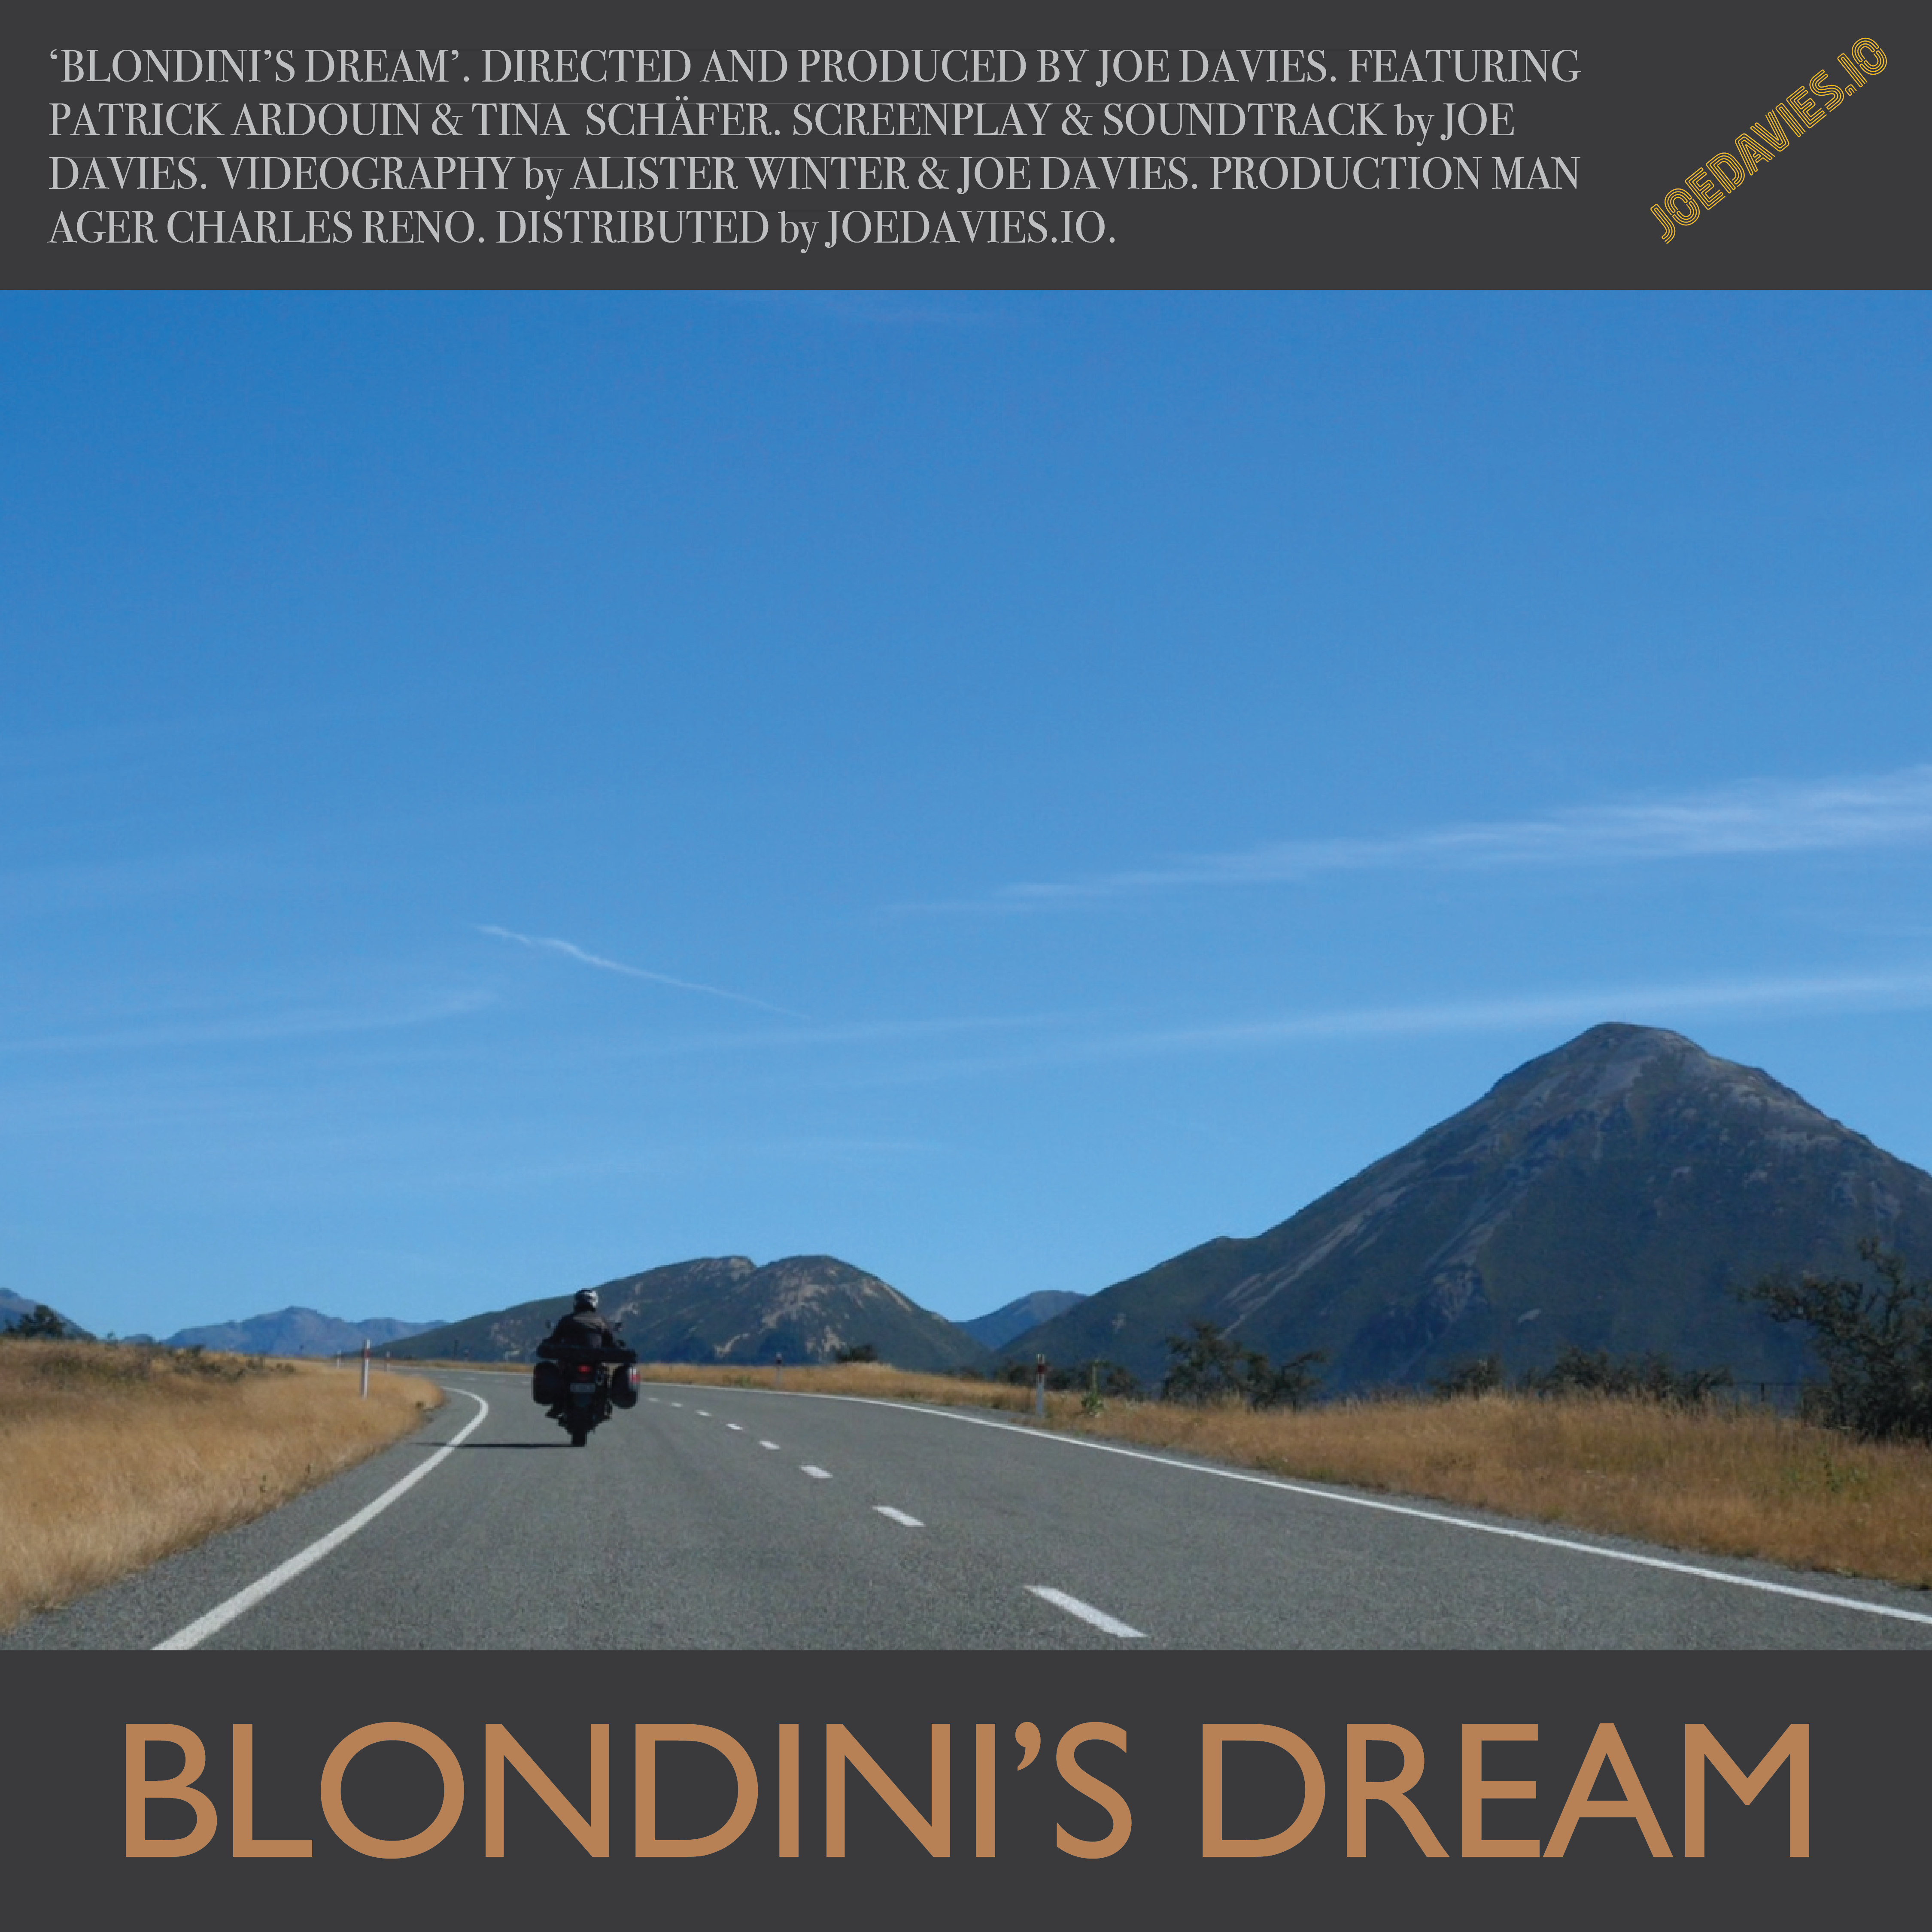 ‘BLONDINI’S DREAM’. DIRECTED AND PRODUCED BY JOE DAVIES. FEATURING
PATRICK ARDOUIN & TINA SCHÄFER. SCREENPLAY & SOUNDTRACK by JOE
DAVIES. VIDEOGRAPHY by ALISTER WINTER & JOE DAVIES. PRODUCTION MAN
AGER CHARLES RENO. DISTRIBUTED by JOEDAVIES.IO.
JOEDAVIES.IO
BLONDINI’S DREAM